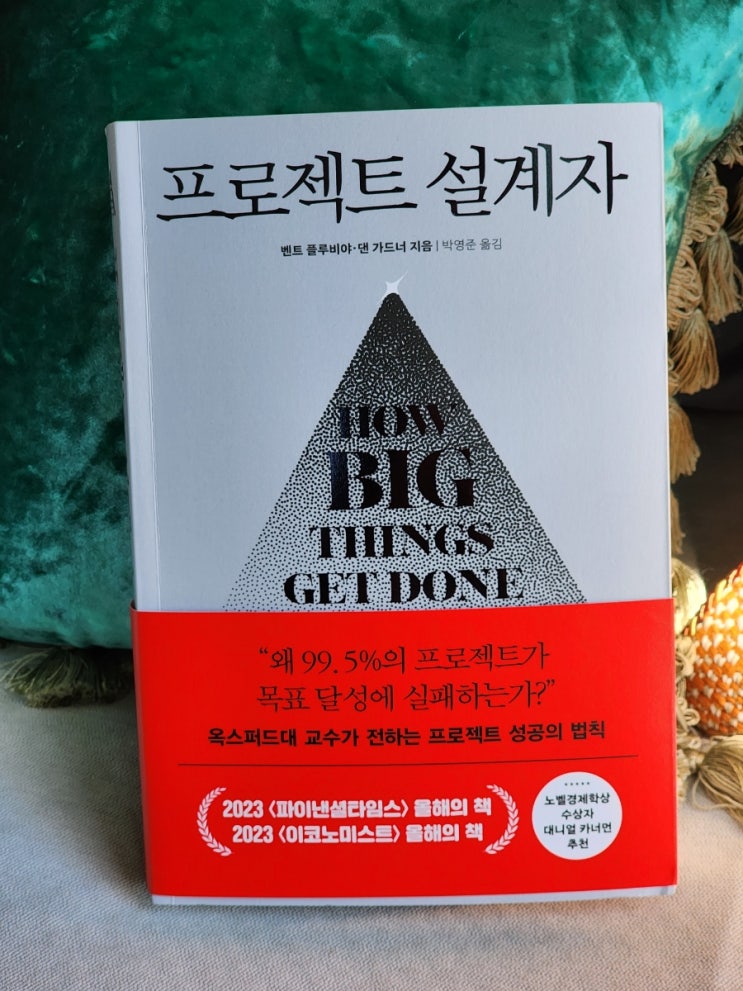 프로젝트 설계자
벤트 플루비야·댄 가드너 지음 | 박영준 옮김
HOW
BIG
THINGS
GET DONE
“왜 99.5%의 프로젝트가
목표 달성에 실패하는가?”
옥스퍼드대 교수가 전하는 프로젝트 성공의 법칙
2023 〈파이낸셜타임스〉 올해의 책
2023 〈이코노미스트〉 올해의 책
노벨경제학상
수상자
대니얼 카너먼
추천